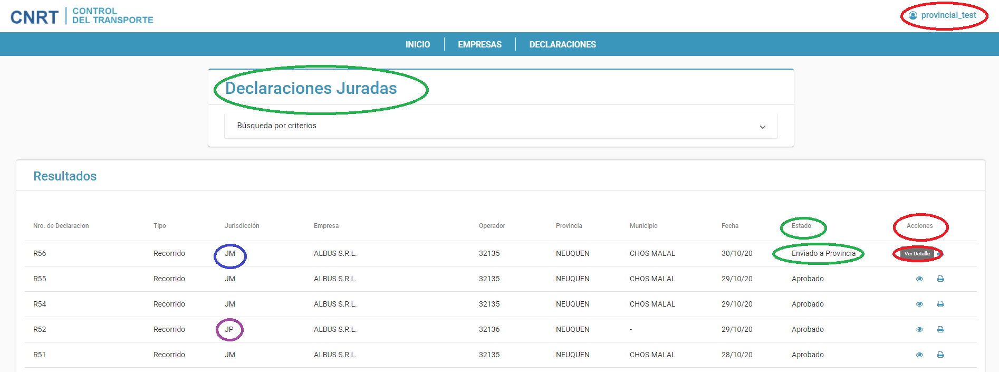 CNRT CONTROL DEL TRANSPORTE
provincial_test
INICIO EMPRESAS DECLARACIONES
Declaraciones Juradas
Búsqueda por criterios
Resultados
Nro. de Declaracion Tipo Jurisdicción Empresa Operador Provincia Municipio Fecha Estado Acciones
R56 Recorrido JM ALBUS S.R.L. 32135 NEUQUEN CHOS MALAL 30/10/20 Enviado a Provincia Ver Detalle
R55 Recorrido JM ALBUS S.R.L. 32135 NEUQUEN CHOS MALAL 29/10/20 Aprobado
R54 Recorrido JM ALBUS S.R.L. 32135 NEUQUEN CHOS MALAL 29/10/20 Aprobado
R52 Recorrido JP ALBUS S.R.L. 32136 NEUQUEN - 29/10/20 Aprobado
R51 Recorrido JM ALBUS S.R.L. 32135 NEUQUEN CHOS MALAL 28/10/20 Aprobado